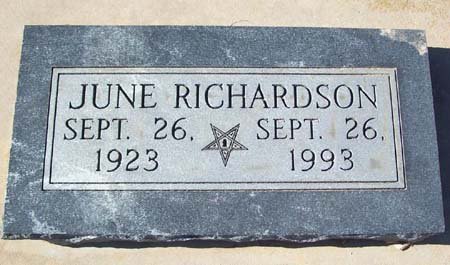 JUNE RICHARDSON
SEPT. 26, SEPT. 26,
1923 1993